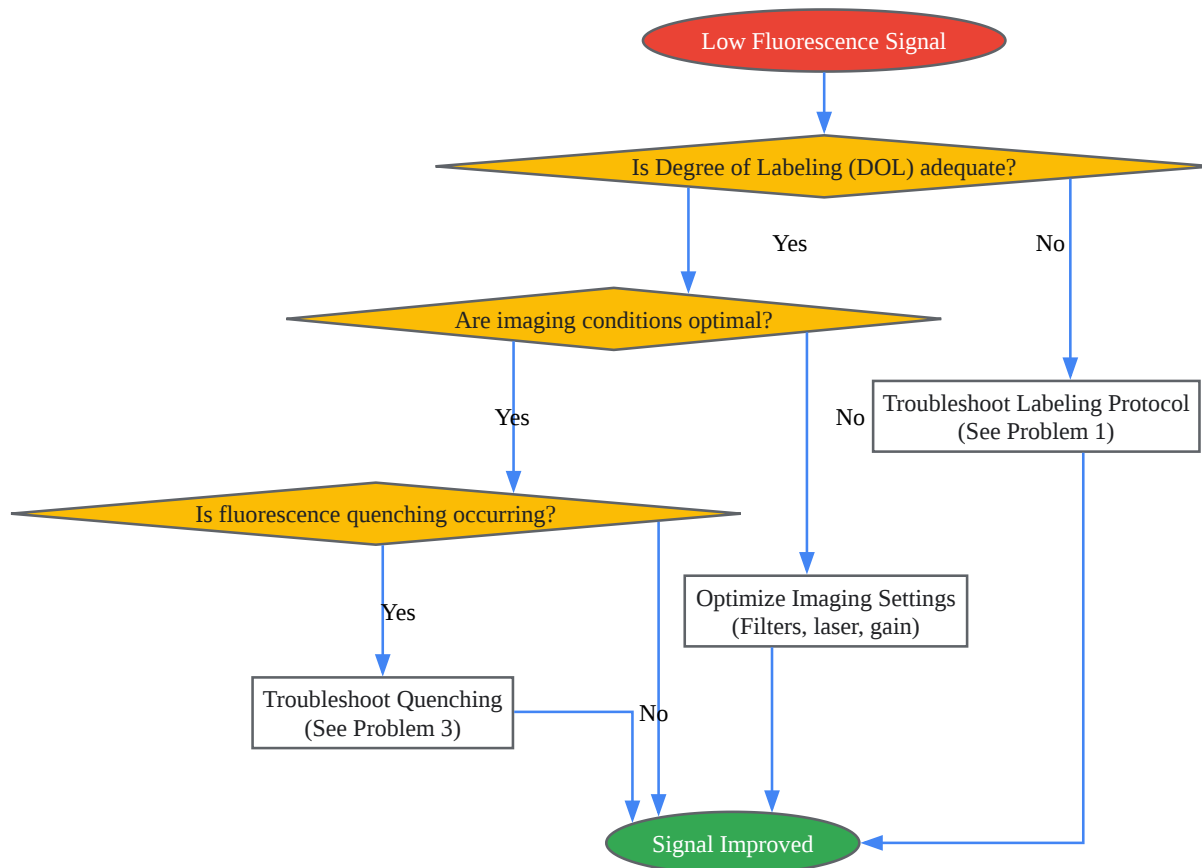 Low Fluorescence Signal
Is Degree of Labeling (DOL) adequate?
Yes
No
Are imaging conditions optimal?
Troubleshoot Labeling Protocol
(See Problem 1)
Yes
No
Is fluorescence quenching occurring?
Optimize Imaging Settings
(Filters, laser, gain)
Yes
Troubleshoot Quenching
(See Problem 3)
No
Signal Improved